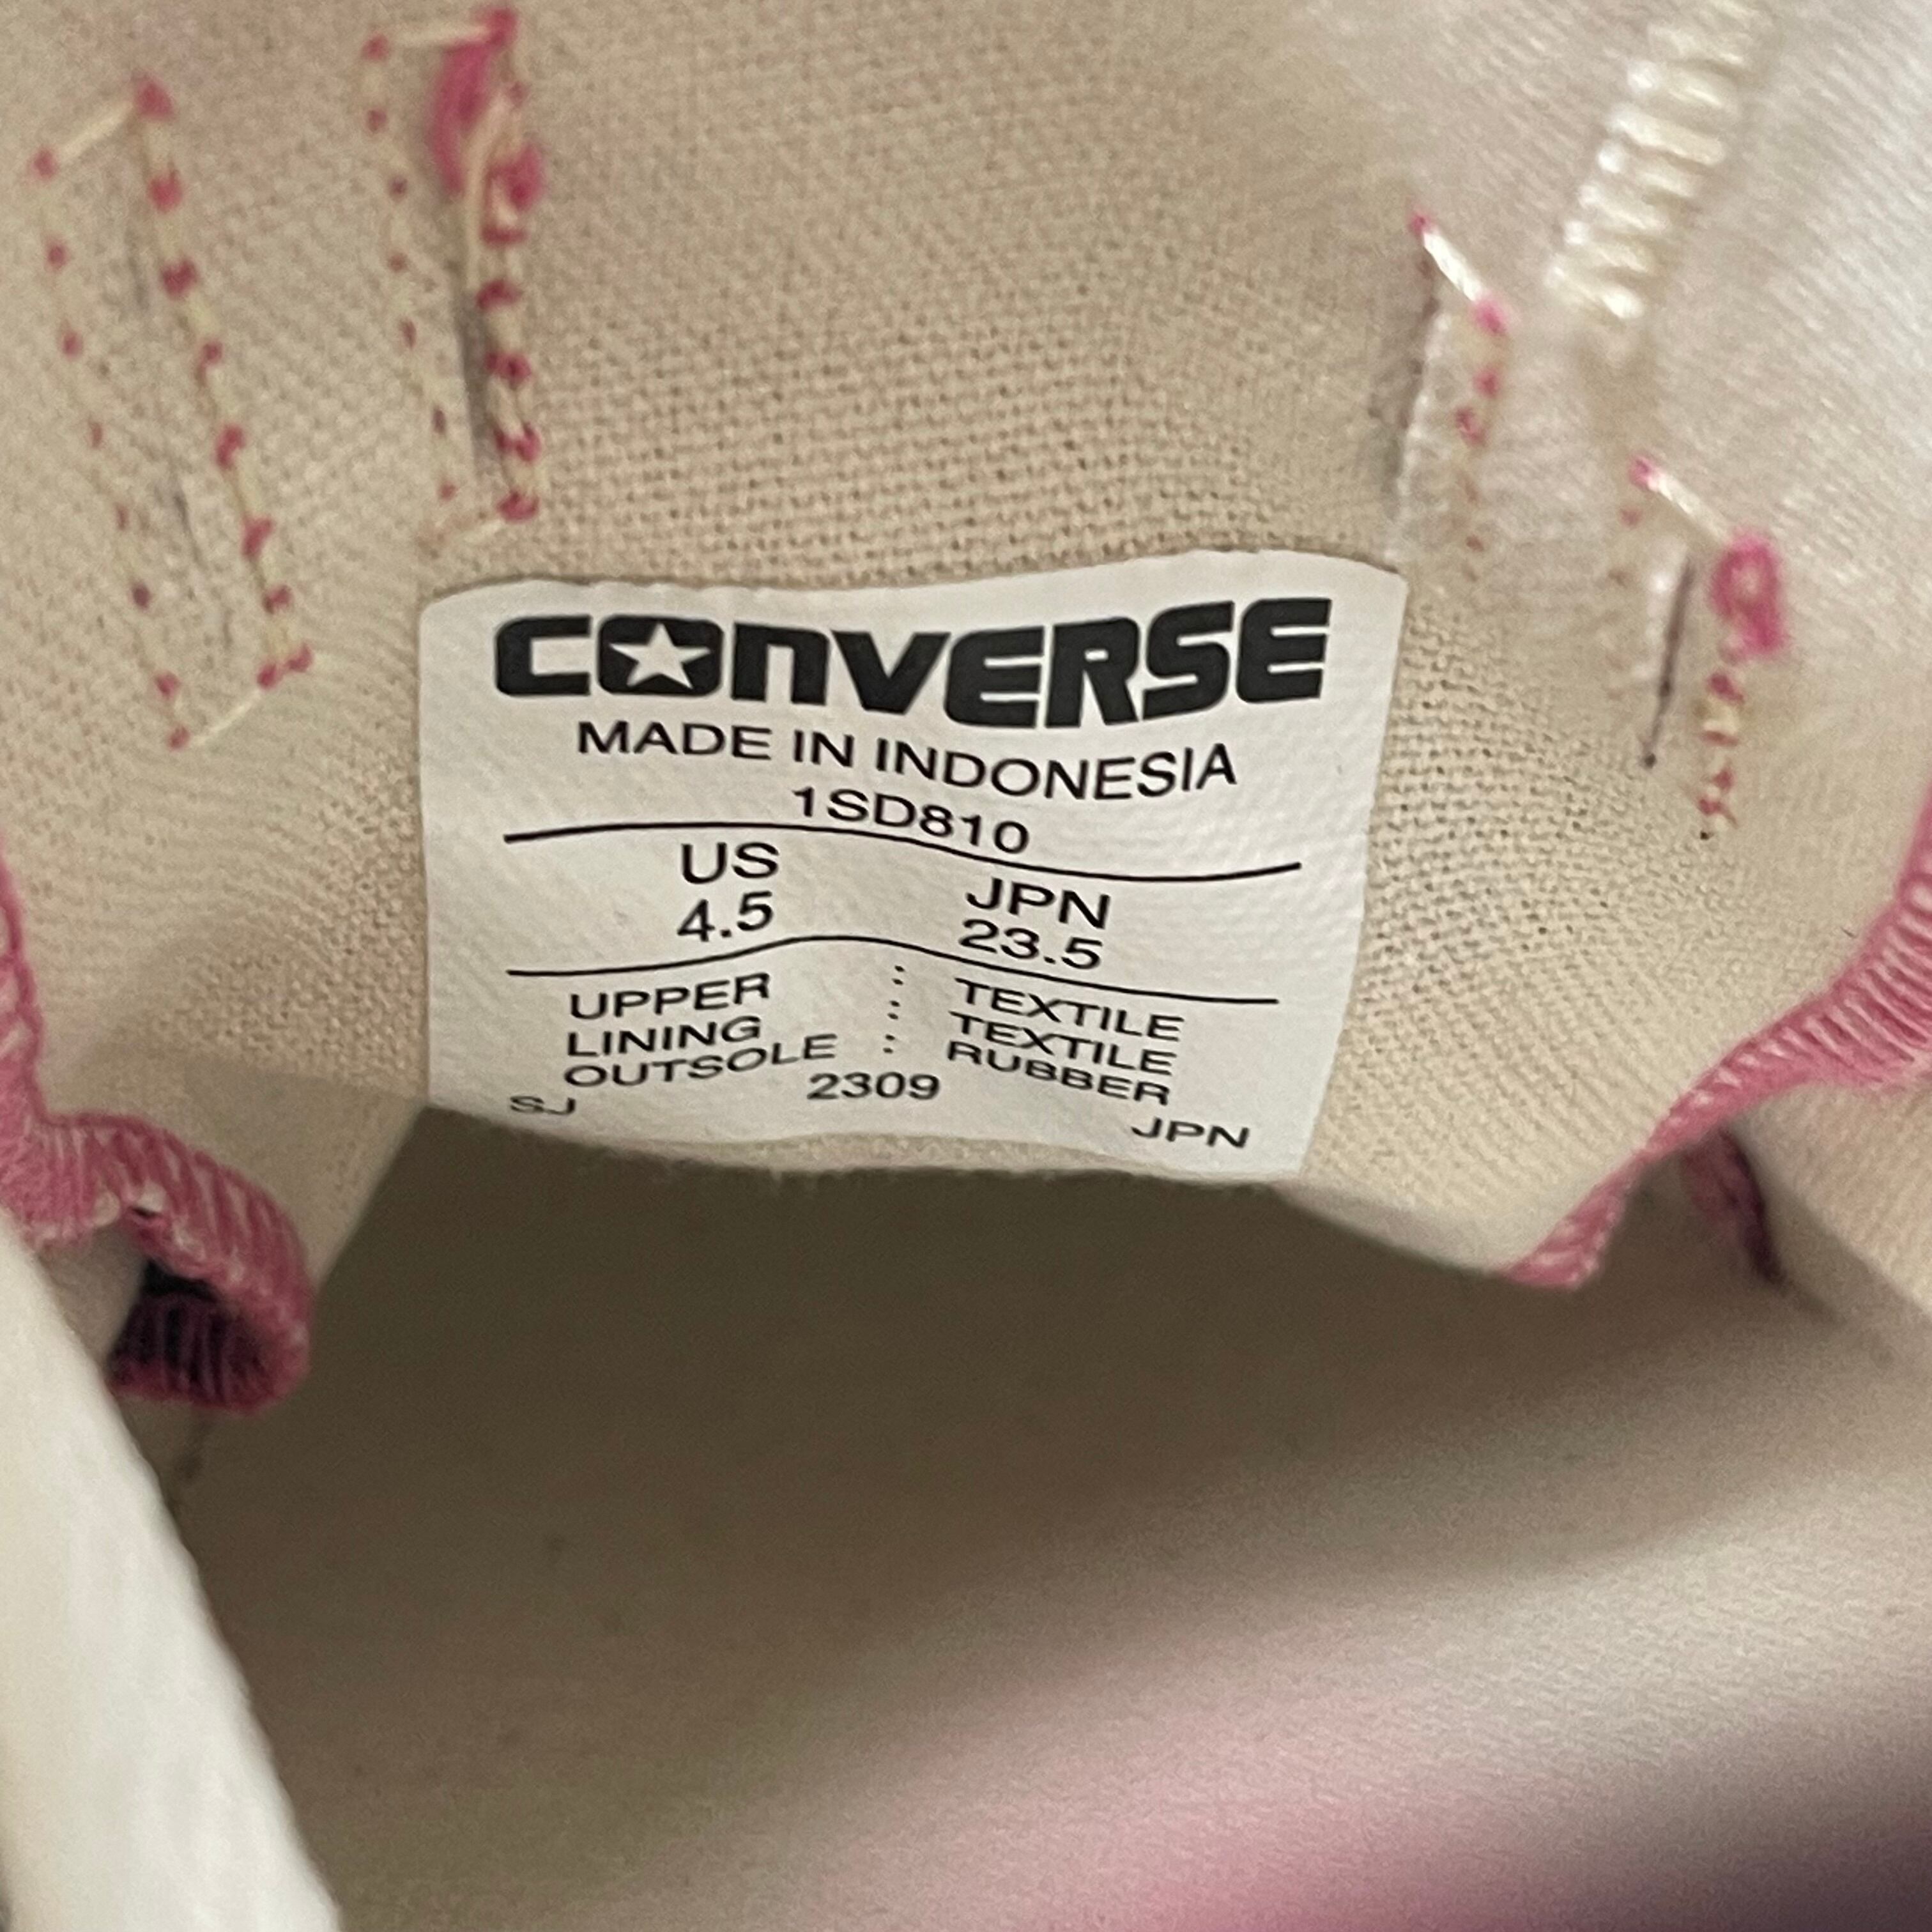 CONVERSE
MADE IN INDONESIA
1SD810
US JPN
4.5 23.5
UPPER : TEXTILE
LINING : TEXTILE
OUTSOLE : RUBBER
SJ 2309 JPN